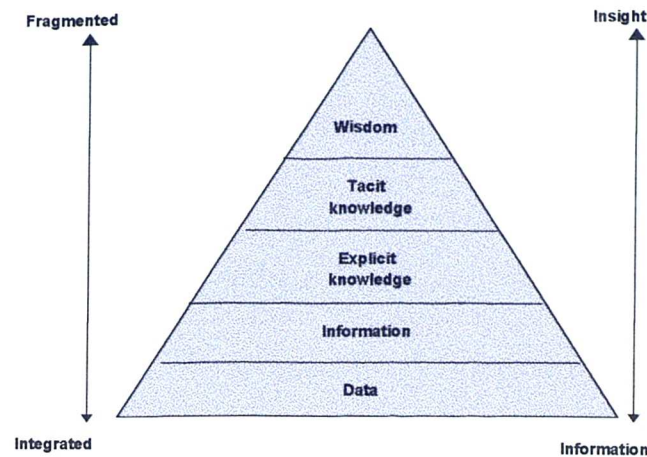 Fragmented
Insight
Wisdom
Tacit
knowledge
Explicit
knowledge
Information
Data
Integrated
Information